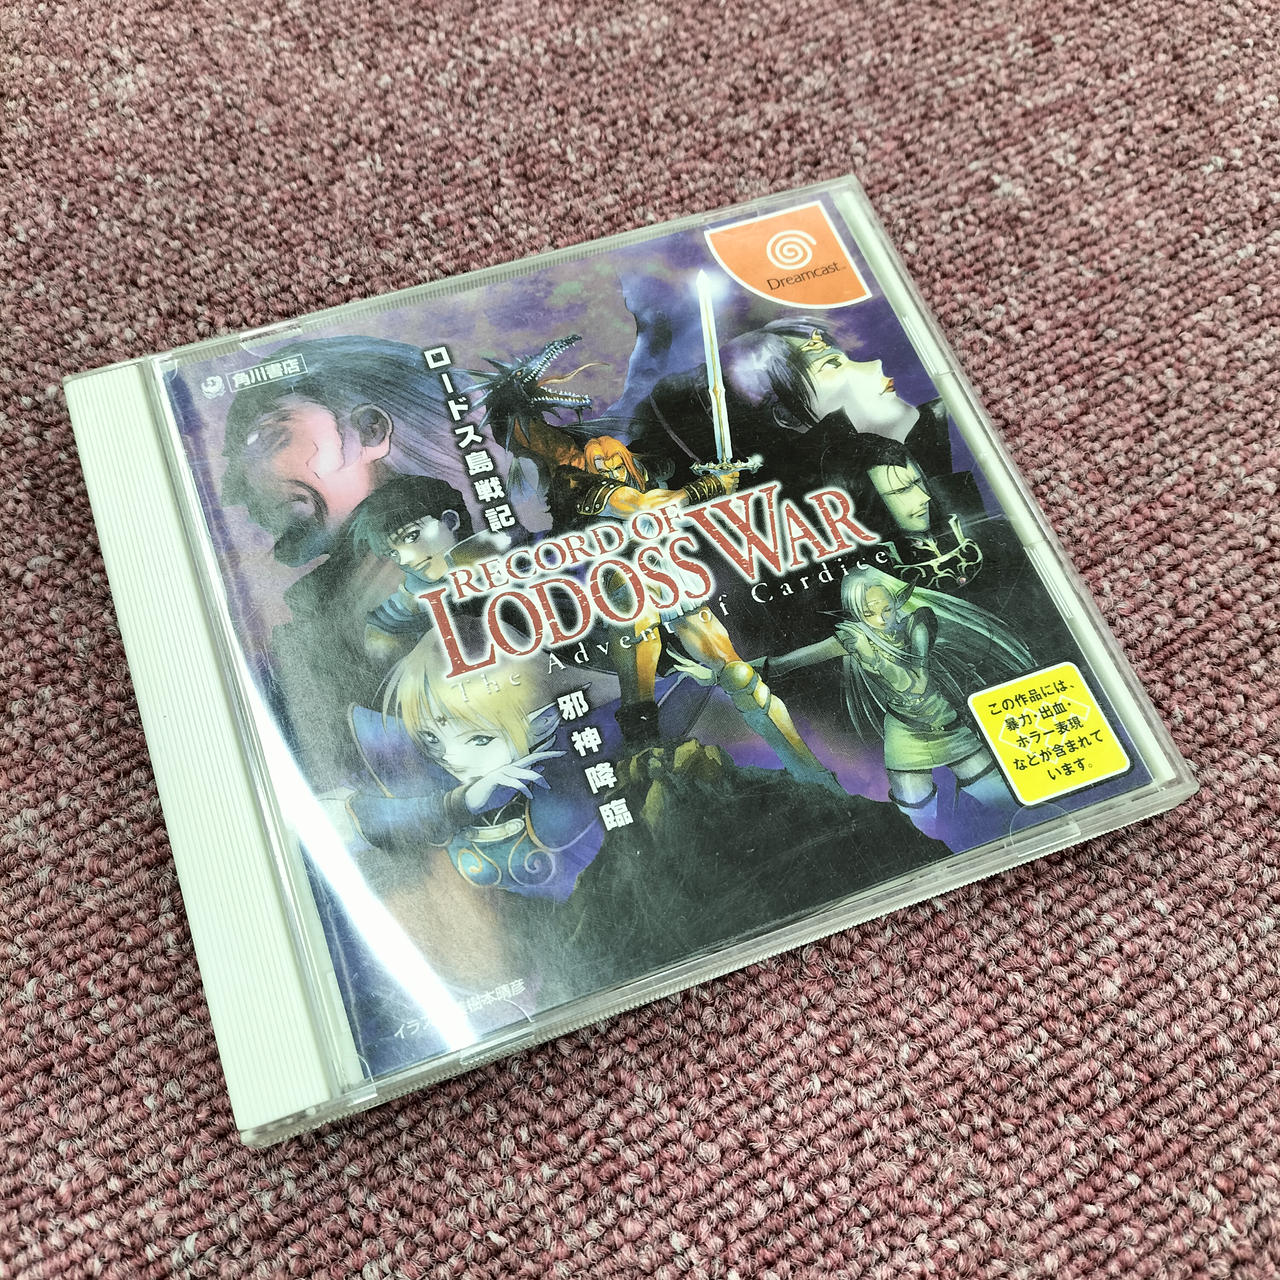 Dreamcast™
角川書店
ロードス島戦記
RECORD OF
LODOSS WAR
The Advent of Cardice
邪神降臨
この作品には、
暴力・出血・
ホラー表現
などが含まれて
います。